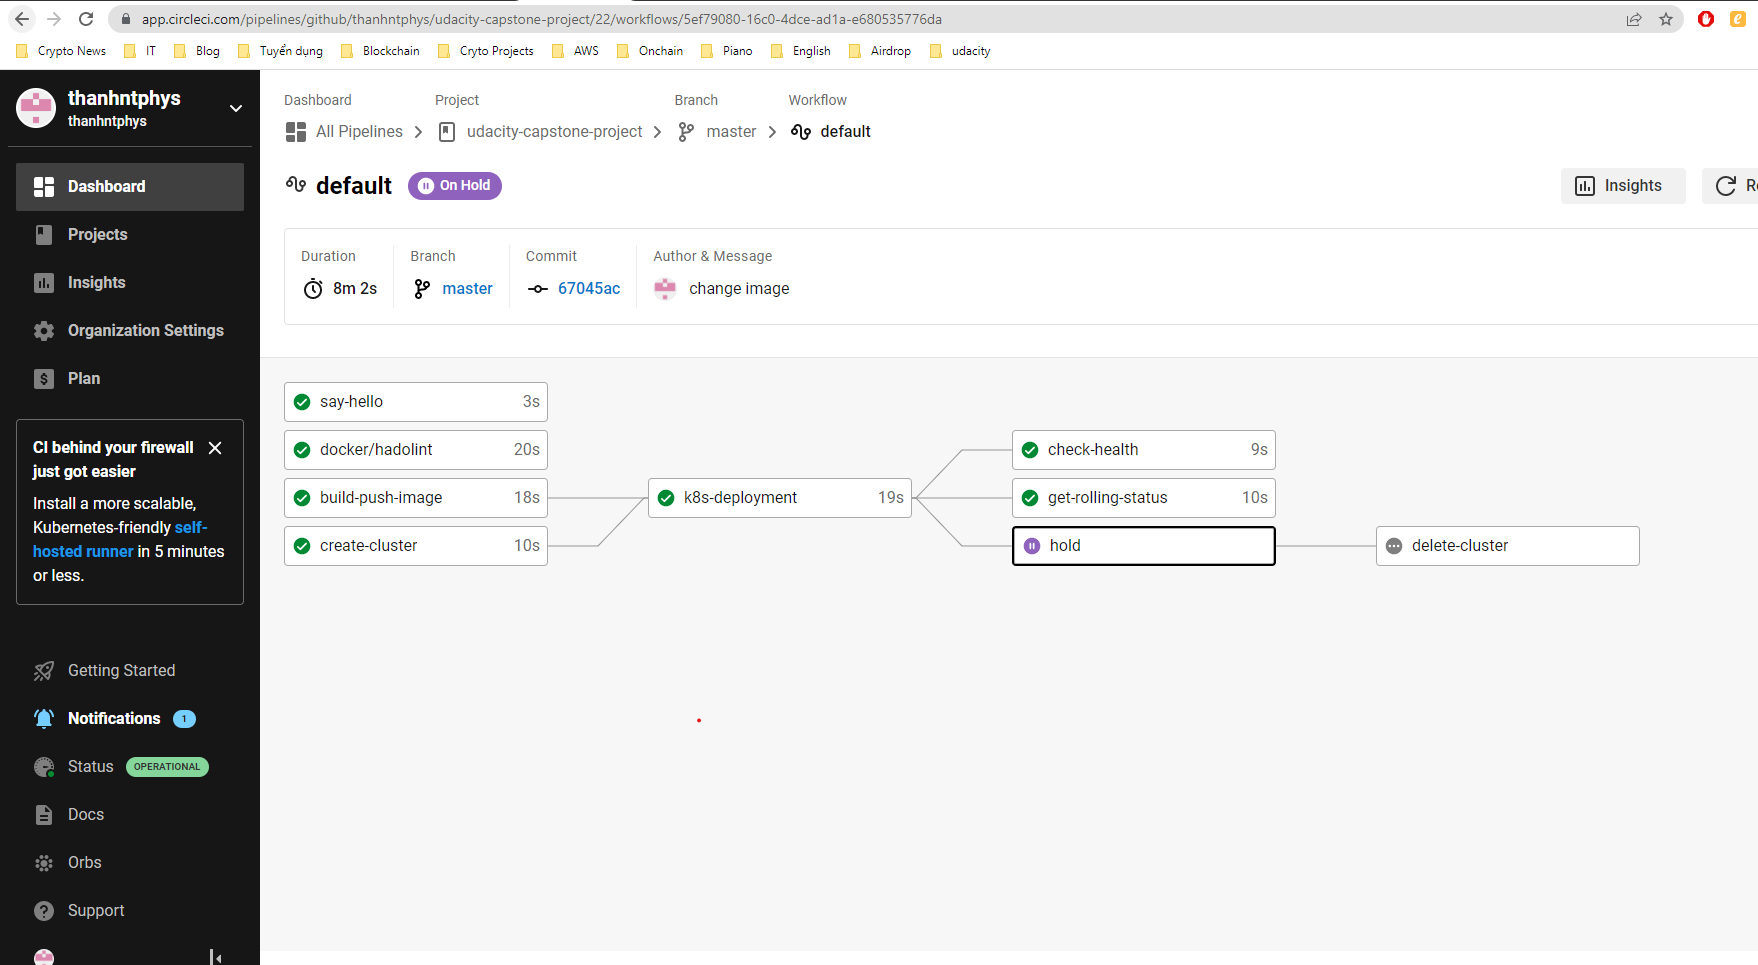 app.circleci.com/pipelines/github/thanhntphys/udacity-capstone-project/22/workflows/5ef79080-16c0-4dce-ad1a-e680535776da
Crypto News IT Blog Tuyển dụng Blockchain Cryto Projects AWS Onchain Piano English Airdrop udacity
thanhntphys
thanhntphys
Dashboard
Projects
Insights
Organization Settings
Plan
CI behind your firewall
just got easier
Install a more scalable,
Kubernetes-friendly self-
hosted runner in 5 minutes
or less.
Getting Started
Notifications 1
Status OPERATIONAL
Docs
Orbs
Support
Dashboard Project Branch Workflow
All Pipelines udacity-capstone-project master default
default On Hold
Insights
Duration Branch Commit Author & Message
8m 2s master 67045ac change image
say-hello 3s
docker/hadolint 20s
build-push-image 18s
create-cluster 10s
k8s-deployment 19s
check-health 9s
get-rolling-status 10s
hold
delete-cluster